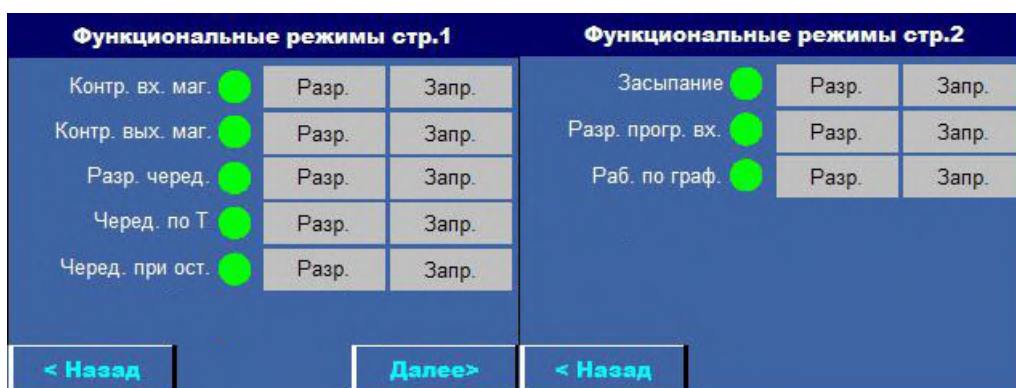 Функциональные режимы стр.1
Контр. вх. маг. Разр. Запр.
Контр. вых. маг. Разр. Запр.
Разр. черед. Разр. Запр.
Черед. по Т Разр. Запр.
Черед. при ост. Разр. Запр.
< Назад Далее>
Функциональные режимы стр.2
Засыпание Разр. Запр.
Разр. прогр. вх. Разр. Запр.
Раб. по граф. Разр. Запр.
< Назад